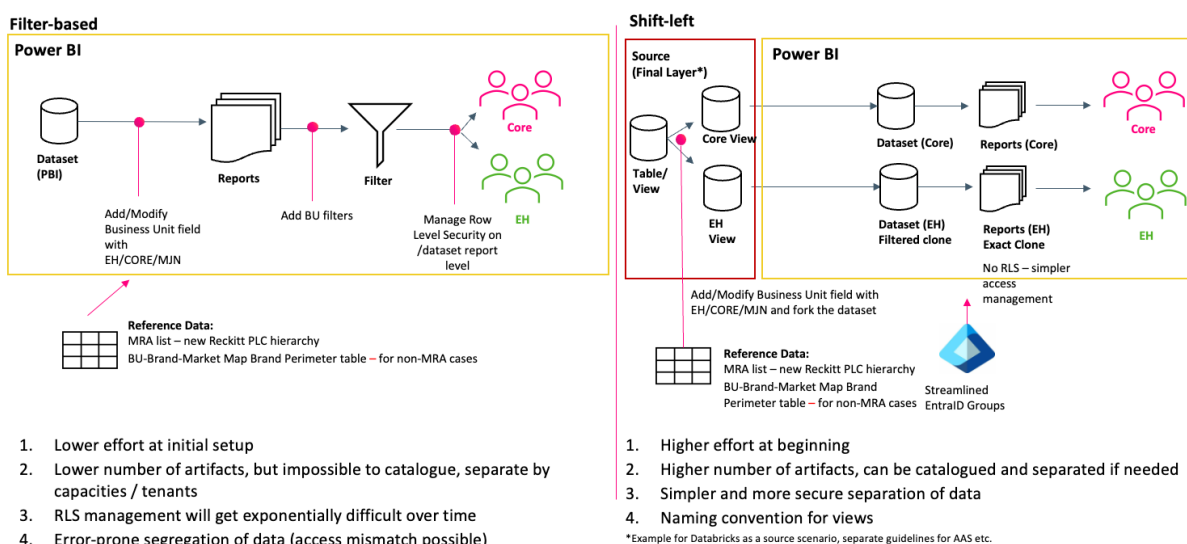 Filter-based
Power BI
Dataset
(PBI)
Reports
Filter
Core
EH
Add/Modify
Business Unit field
with
EH/CORE/MJN
Add BU filters
Manage Row
Level Security on
/dataset report
level
Reference Data:
MRA list – new Reckitt PLC hierarchy
BU-Brand-Market Map Brand Perimeter table – for non-MRA cases
1. Lower effort at initial setup
2. Lower number of artifacts, but impossible to catalogue, separate by
capacities / tenants
3. RLS management will get exponentially difficult over time
4. Error-prone segregation of data (access mismatch possible)
Shift-left
Source
(Final Layer*)
Table/
View
Core View
EH
View
Power BI
Dataset (Core)
Reports (Core)
Core
Dataset (EH)
Filtered clone
Reports (EH)
Exact Clone
EH
No RLS – simpler
access
management
Add/Modify Business Unit field with
EH/CORE/MJN and fork the dataset
Reference Data:
MRA list – new Reckitt PLC hierarchy
BU-Brand-Market Map Brand
Perimeter table – for non-MRA cases
Streamlined
EntraID Groups
1. Higher effort at beginning
2. Higher number of artifacts, can be catalogued and separated if needed
3. Simpler and more secure separation of data
4. Naming convention for views
*Example for Databricks as a source scenario, separate guidelines for AAS etc.